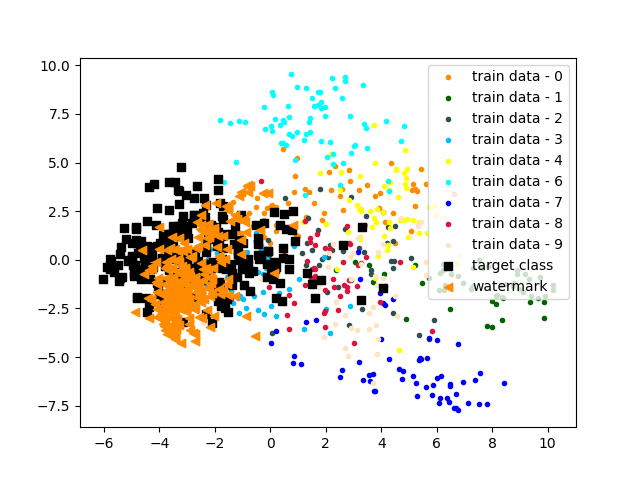 10.0
7.5
5.0
2.5
0.0
−2.5
−5.0
−7.5
−6 −4 −2 0 2 4 6 8 10
train data - 0
train data - 1
train data - 2
train data - 3
train data - 4
train data - 6
train data - 7
train data - 8
train data - 9
target class
watermark